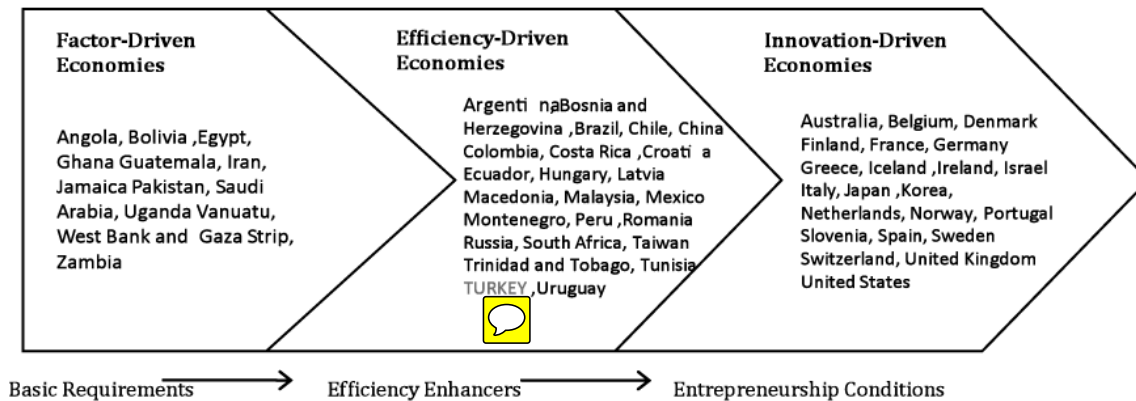 Factor-Driven
Economies
Angola, Bolivia ,Egypt,
Ghana Guatemala, Iran,
Jamaica Pakistan, Saudi
Arabia, Uganda Vanuatu,
West Bank and Gaza Strip,
Zambia
Efficiency-Driven
Economies
Argenti na,Bosnia and
Herzegovina ,Brazil, Chile, China
Colombia, Costa Rica ,Croati a
Ecuador, Hungary, Latvia
Macedonia, Malaysia, Mexico
Montenegro, Peru ,Romania
Russia, South Africa, Taiwan
Trinidad and Tobago, Tunisia
TURKEY ,Uruguay
Innovation-Driven
Economies
Australia, Belgium, Denmark
Finland, France, Germany
Greece, Iceland ,Ireland, Israel
Italy, Japan ,Korea,
Netherlands, Norway, Portugal
Slovenia, Spain, Sweden
Switzerland, United Kingdom
United States
Basic Requirements
Efficiency Enhancers
Entrepreneurship Conditions